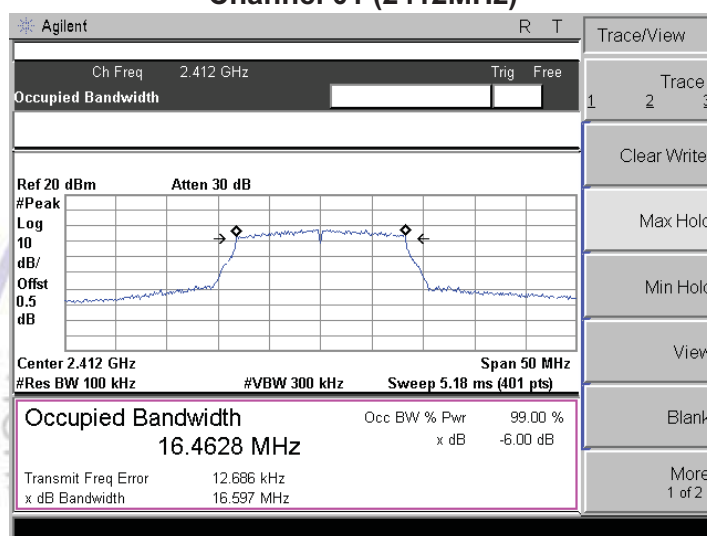 Channel 01 (2412MHz)
Agilent R T
Ch Freq 2.412 GHz Trig Free
Occupied Bandwidth
Ref 20 dBm Atten 30 dB
#Peak
Log
10
dB/
Offst
0.5
dB
Center 2.412 GHz Span 50 MHz
#Res BW 100 kHz #VBW 300 kHz Sweep 5.18 ms (401 pts)
Occupied Bandwidth Occ BW % Pwr 99.00 %
16.4628 MHz x dB -6.00 dB
Transmit Freq Error 12.686 kHz
x dB Bandwidth 16.597 MHz
Trace/View
Trace
1 2 3
Clear Write
Max Hold
Min Hold
View
Blank
More
1 of 2